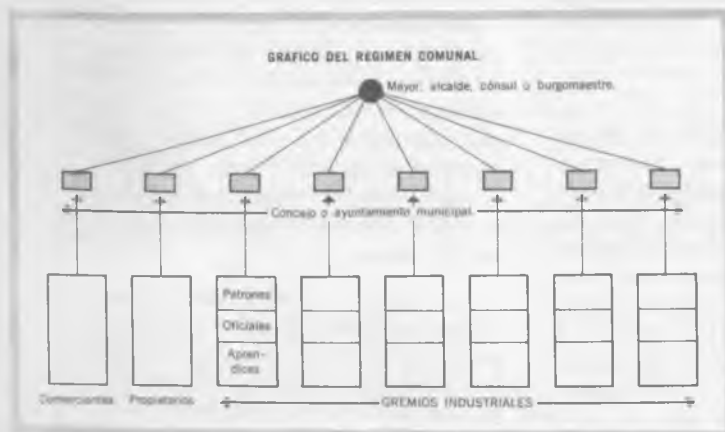 GRAFICO DEL REGIMEN COMUNAL
Mayor, alcalde, cónsul o burgomaestre.
Concejo o ayuntamiento municipal.
Patrones
Oficiales
Apren-
dices
Comerciantes
Propietarios
GREMIOS INDUSTRIALES